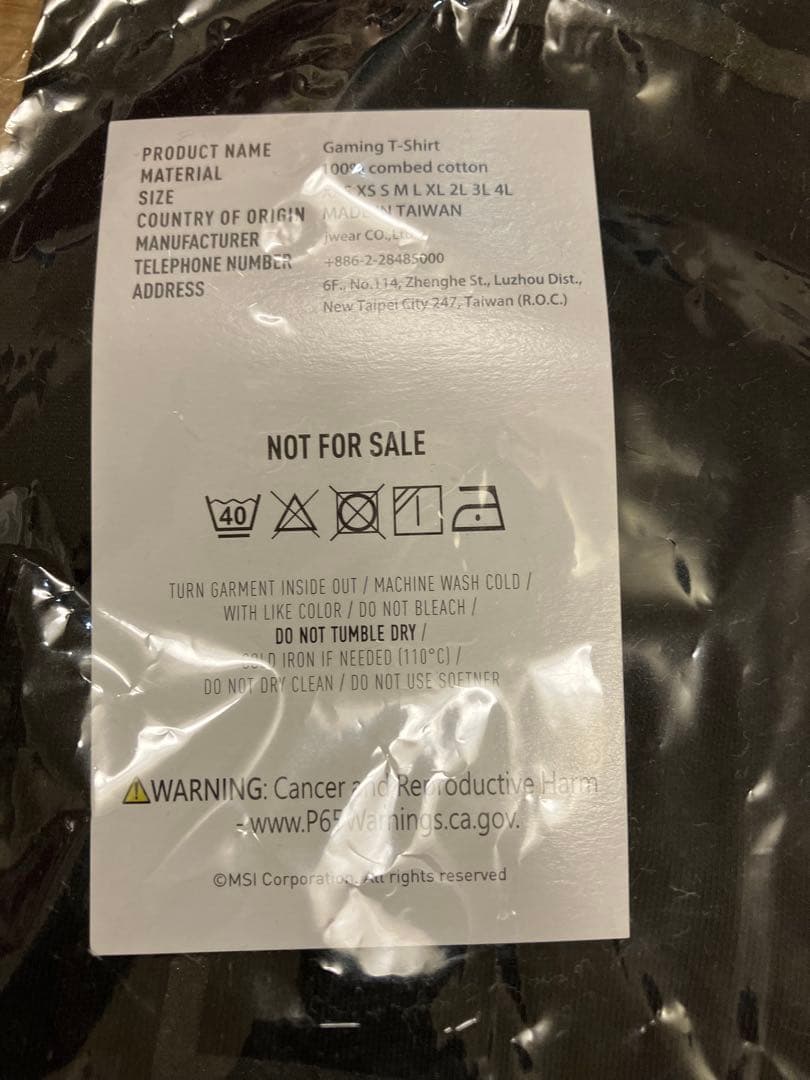 PRODUCT NAME Gaming T-Shirt
MATERIAL 100% combed cotton
SIZE XS S M L XL 2L 3L 4L
COUNTRY OF ORIGIN MADE IN TAIWAN
MANUFACTURER jwear CO.,Ltd
TELEPHONE NUMBER +886-2-28485000
ADDRESS 6F., No.114, Zhenghe St., Luzhou Dist.,
New Taipei City 247, Taiwan (R.O.C.)
NOT FOR SALE
40
TURN GARMENT INSIDE OUT / MACHINE WASH COLD /
WITH LIKE COLOR / DO NOT BLEACH /
DO NOT TUMBLE DRY /
COLD IRON IF NEEDED (110°C) /
DO NOT DRY CLEAN / DO NOT USE SOFTNER
WARNING: Cancer and Reproductive Harm
- www.P65Warnings.ca.gov.
©MSI Corporation. All rights reserved